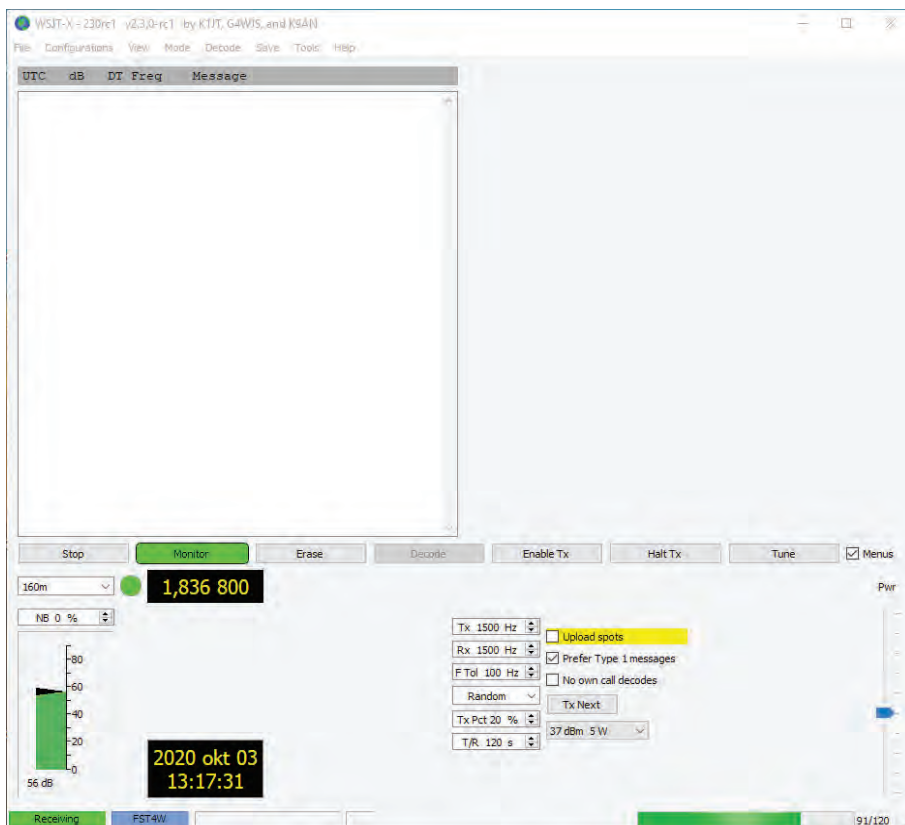 WSJT-X - 230rc1 v2.3.0-rc1 by K1JT, G4WJS, and K9AN
File Configurations View Mode Decode Save Tools Help
UTC dB DT Freq Message
Stop Monitor Erase Decode Enable Tx Halt Tx Tune Menus
160m 1,836 800 Pwr
NB 0 %
Tx 1500 Hz Upload spots
Rx 1500 Hz Prefer Type 1 messages
F Tol 100 Hz No own call decodes
Random Tx Next
Tx Pct 20 % 37 dBm 5 W
T/R 120 s
80
60
40
20
0
56 dB
2020 okt 03
13:17:31
Receiving FST4W 91/120